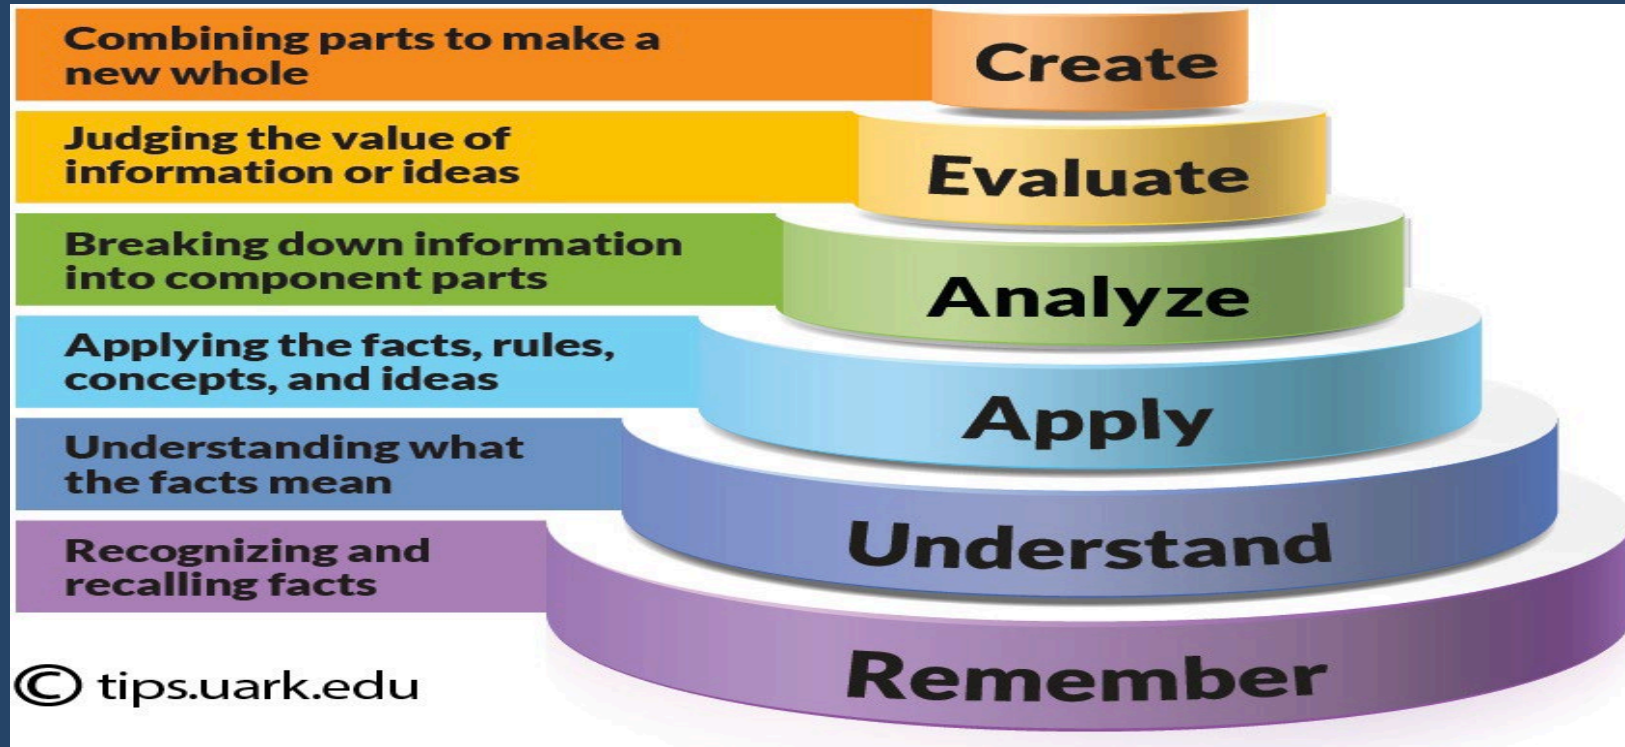 Combining parts to make a
new whole
Create
Judging the value of
information or ideas
Evaluate
Breaking down information
into component parts
Analyze
Applying the facts, rules,
concepts, and ideas
Apply
Understanding what
the facts mean
Understand
Recognizing and
recalling facts
Remember
© tips.uark.edu